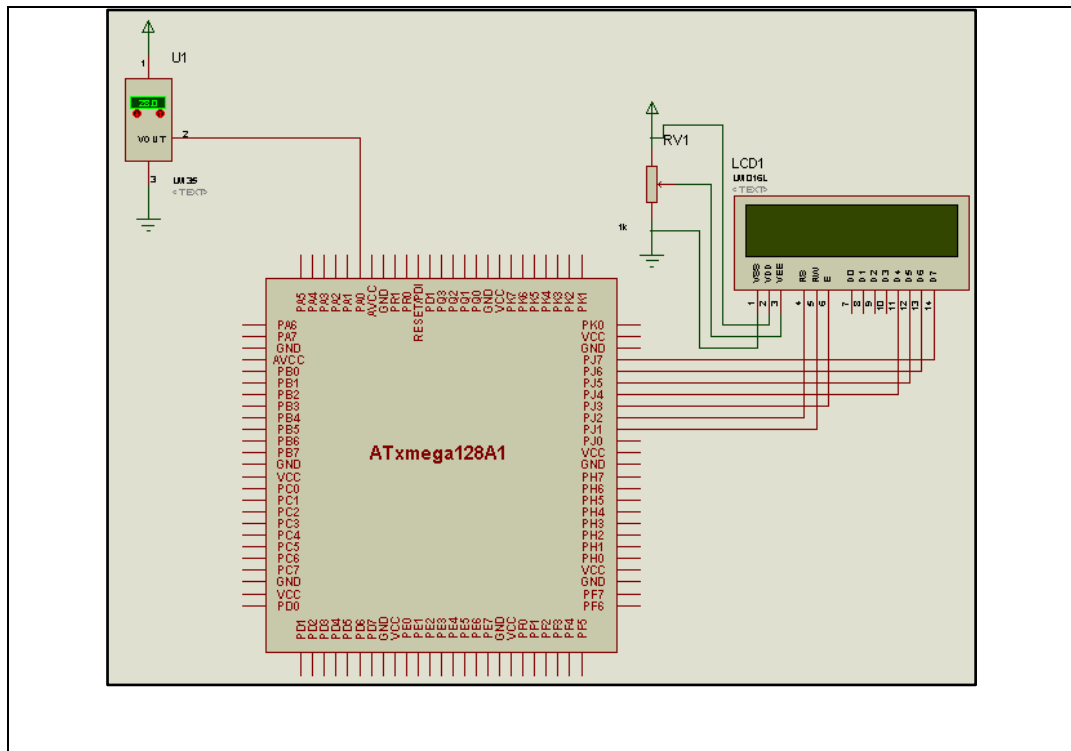 U1
1
28.0
VOUT
2
3
LM35
<TEXT>
RV1
1k
LCD1
LM016L
<TEXT>
VSS VDD VEE RS RW E D0 D1 D2 D3 D4 D5 D6 D7
1 2 3 4 5 6 7 8 9 10 11 12 13 14
PA5 PA4 PA3 PA2 PA1 PA0 AVCC GND PR1 PR0 RESET/PDI D1 PQ3 PQ2 PQ1 PQ0 GND VCC PK7 PK6 PK5 PK4 PK3 PK2 PK1
PA6
PA7
GND
AVCC
PB0
PB1
PB2
PB3
PB4
PB5
PB6
PB7
GND
VCC
PC0
PC1
PC2
PC3
PC4
PC5
PC6
PC7
GND
VCC
PD0
ATxmega128A1
PK0
VCC
GND
PJ7
PJ6
PJ5
PJ4
PJ3
PJ2
PJ1
PJ0
VCC
GND
PH7
PH6
PH5
PH4
PH3
PH2
PH1
PH0
VCC
GND
PF7
PF6
PD1 PD2 PD3 PD4 PD5 PD6 PD7 GND VCC PE0 PE1 PE2 PE3 PE4 PE5 PE6 PE7 GND VCC PF0 PF1 PF2 PF3 PF4 PF5